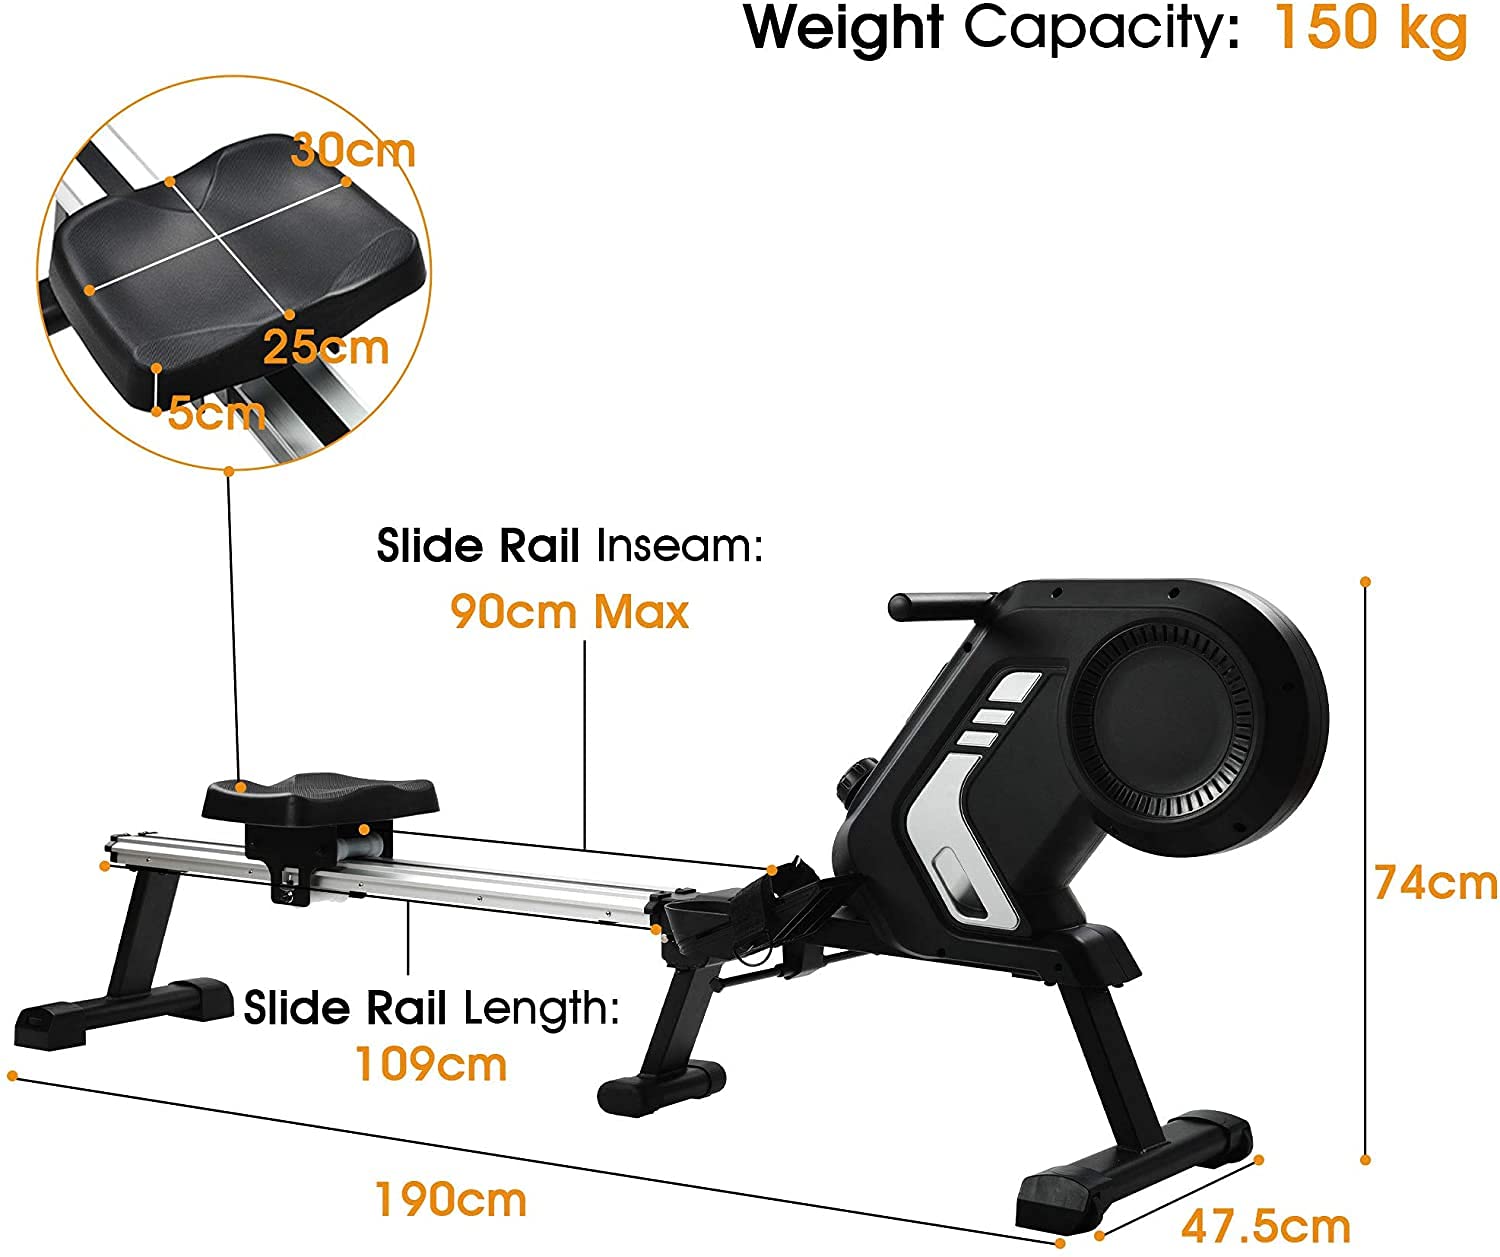 Weight Capacity: 150 kg
30cm
25cm
5cm
Slide Rail Inseam:
90cm Max
74cm
Slide Rail Length:
109cm
190cm
47.5cm